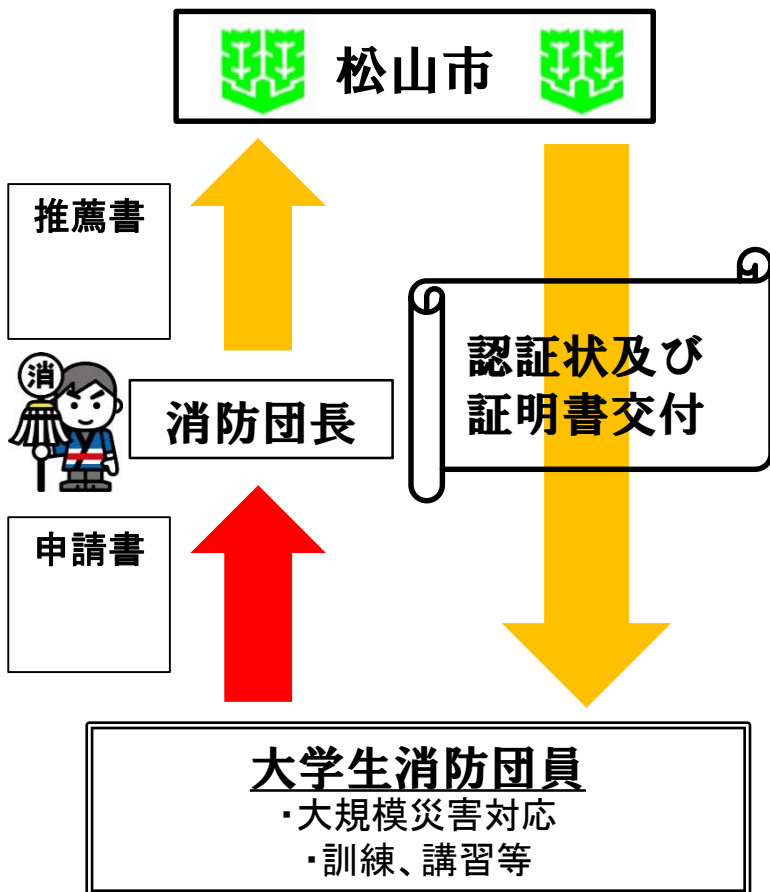 松山市
推薦書
消
消防団長
認証状及び
証明書交付
申請書
大学生消防団員
・大規模災害対応
・訓練、講習等